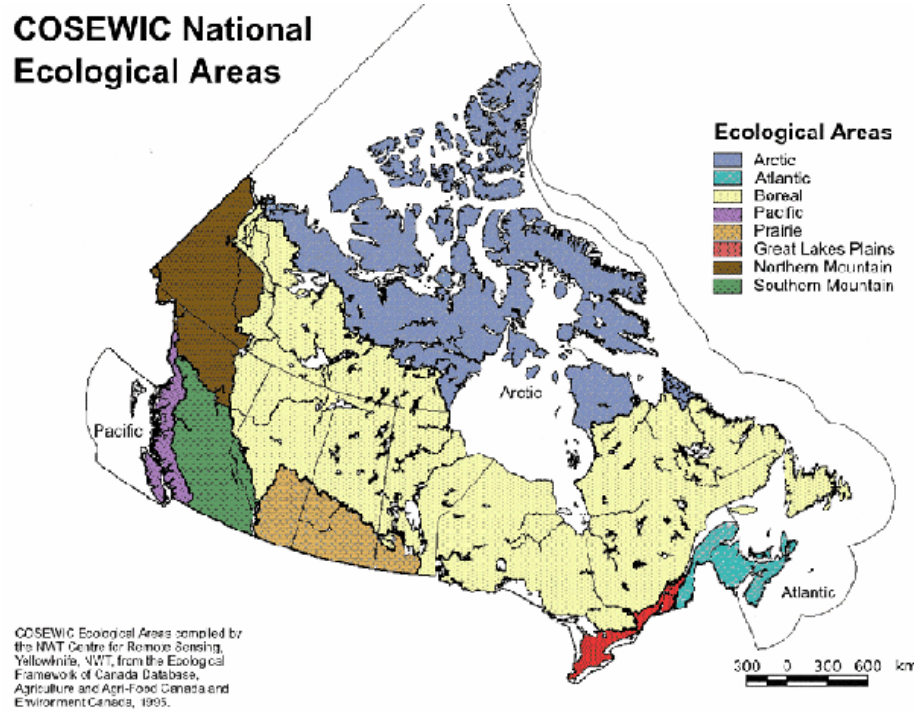 COSEWIC National
Ecological Areas
Ecological Areas
Arctic
Atlantic
Boreal
Pacific
Prairie
Great Lakes Plains
Northern Mountain
Southern Mountain
Arctic
Pacific
Atlantic
COSEWIC Ecological Areas compiled by
the NWT Centre for Remote Sensing,
Yellowknife, NWT, from the Ecological
Framework of Canada Database,
Agriculture and Agri-Food Canada and
Environment Canada, 1995.
300 0 300 600 km